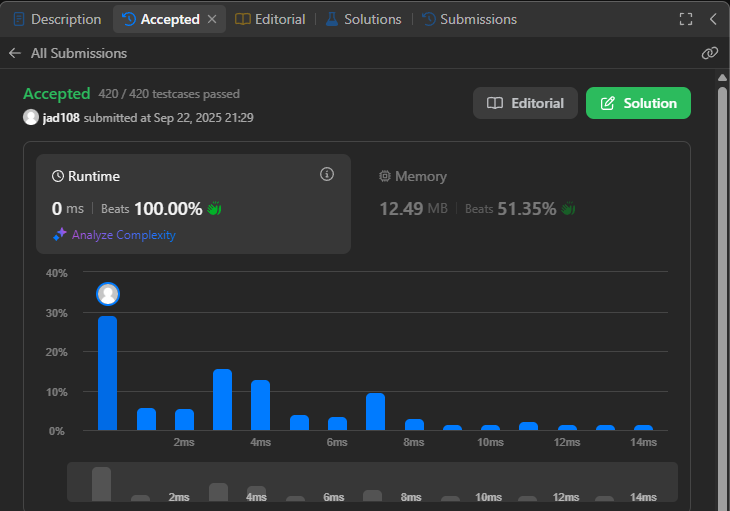 Description Accepted Editorial Solutions Submissions
All Submissions
Accepted 420 / 420 testcases passed
jad108 submitted at Sep 22, 2025 21:29
Editorial
Solution
Runtime
0 ms Beats 100.00%
Analyze Complexity
Memory
12.49 MB Beats 51.35%
40%
30%
20%
10%
0%
2ms 4ms 6ms 8ms 10ms 12ms 14ms
2ms 4ms 6ms 8ms 10ms 12ms 14ms